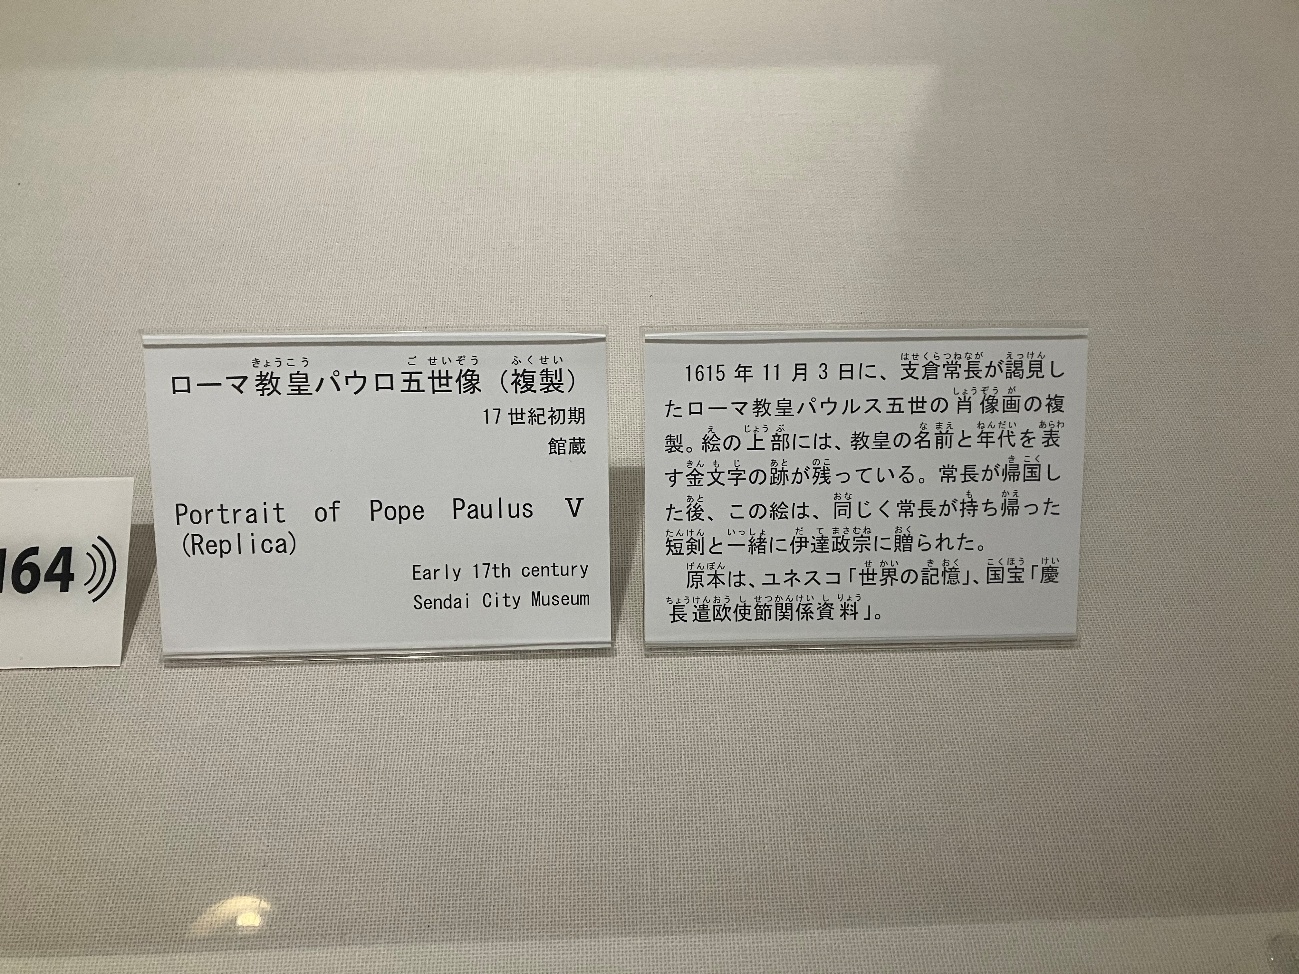 164
ローマ教皇パウロ五世像（複製）
17世紀初期
館蔵
Portrait of Pope Paulus Ⅴ
(Replica)
Early 17th century
Sendai City Museum
1615年11月3日に、支倉常長が謁見し
たローマ教皇パウルス五世の肖像画の複
製。絵の上部には、教皇の名前と年代を表
す金文字の跡が残っている。常長が帰国し
た後、この絵は、同じく常長が持ち帰った
短剣と一緒に伊達政宗に贈られた。
原本は、ユネスコ「世界の記憶」、国宝「慶
長遣欧使節関係資料」。